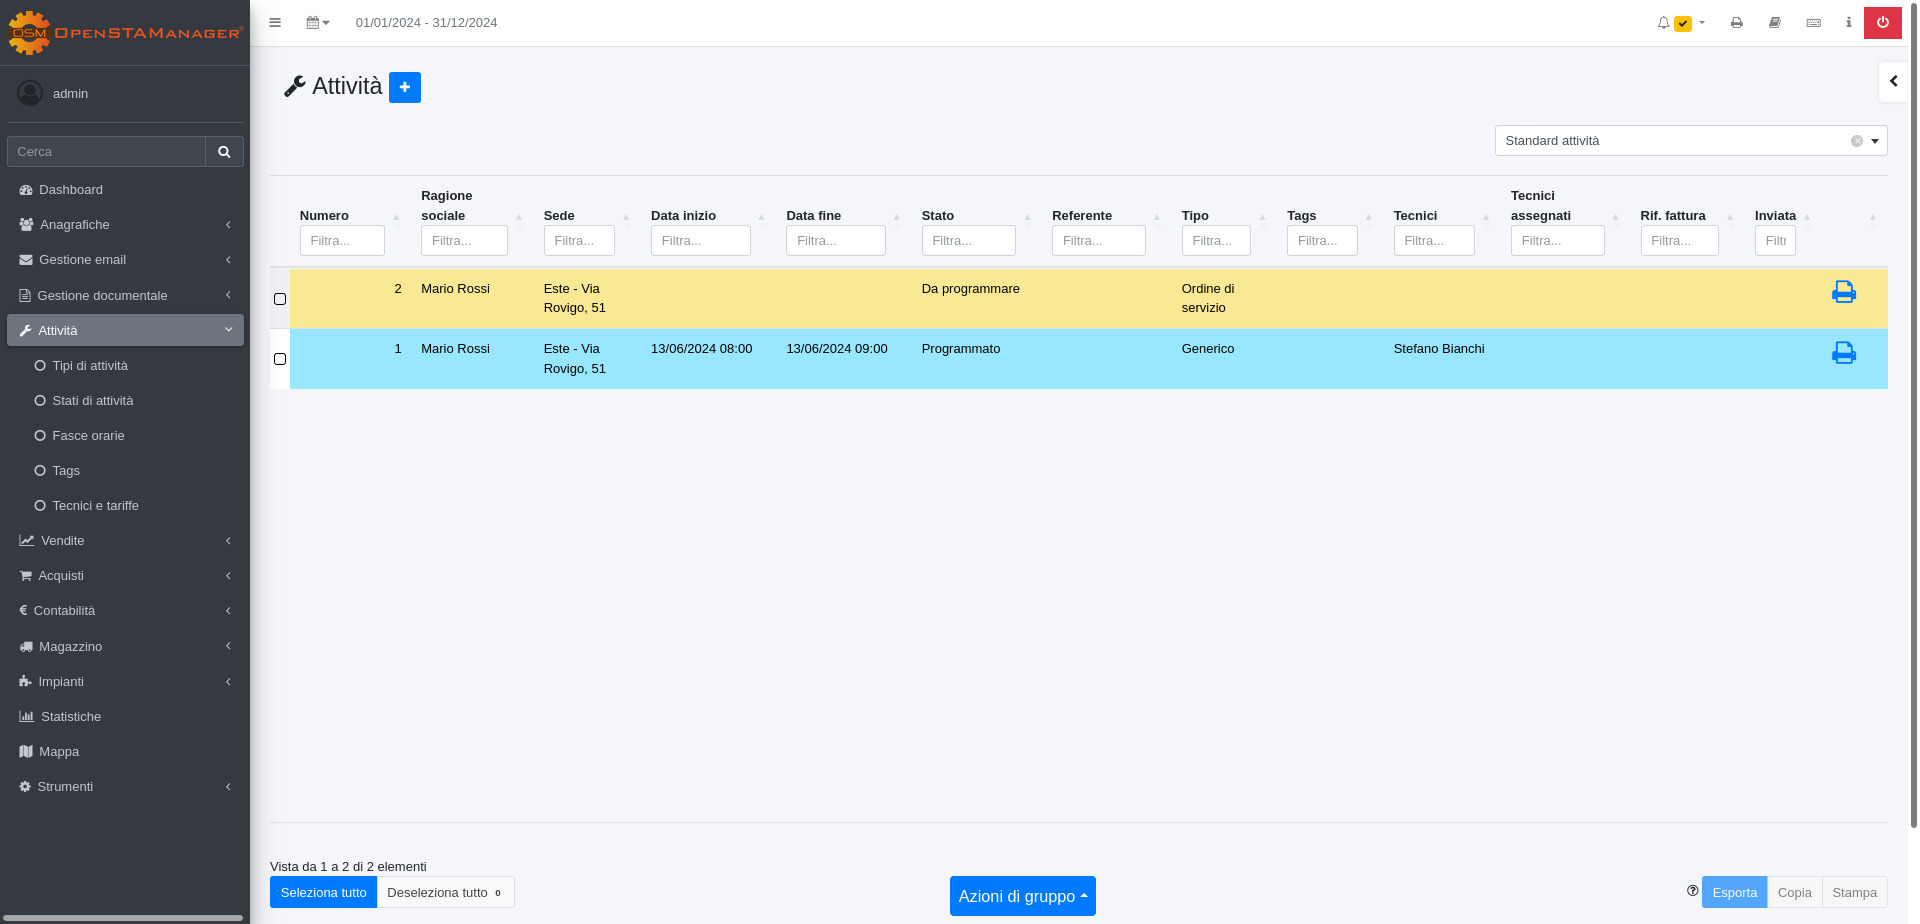 OSM OpenSTAManager®
01/01/2024 - 31/12/2024
admin
Cerca
Dashboard
Anagrafiche
Gestione email
Gestione documentale
Attività
Tipi di attività
Stati di attività
Fasce orarie
Tags
Tecnici e tariffe
Vendite
Acquisti
Contabilità
Magazzino
Impianti
Statistiche
Mappa
Strumenti
Attività
Standard attività
Numero Ragione sociale Sede Data inizio Data fine Stato Referente Tipo Tags Tecnici Tecnici assegnati Rif. fattura Inviata
Filtra... Filtra... Filtra... Filtra... Filtra... Filtra... Filtra... Filtra... Filtra... Filtra... Filtra... Filtra... Filtr
2 Mario Rossi Este - Via Rovigo, 51 Da programmare Ordine di servizio
1 Mario Rossi Este - Via Rovigo, 51 13/06/2024 08:00 13/06/2024 09:00 Programmato Generico Stefano Bianchi
Vista da 1 a 2 di 2 elementi
Seleziona tutto Deseleziona tutto 0 Azioni di gruppo Esporta Copia Stampa